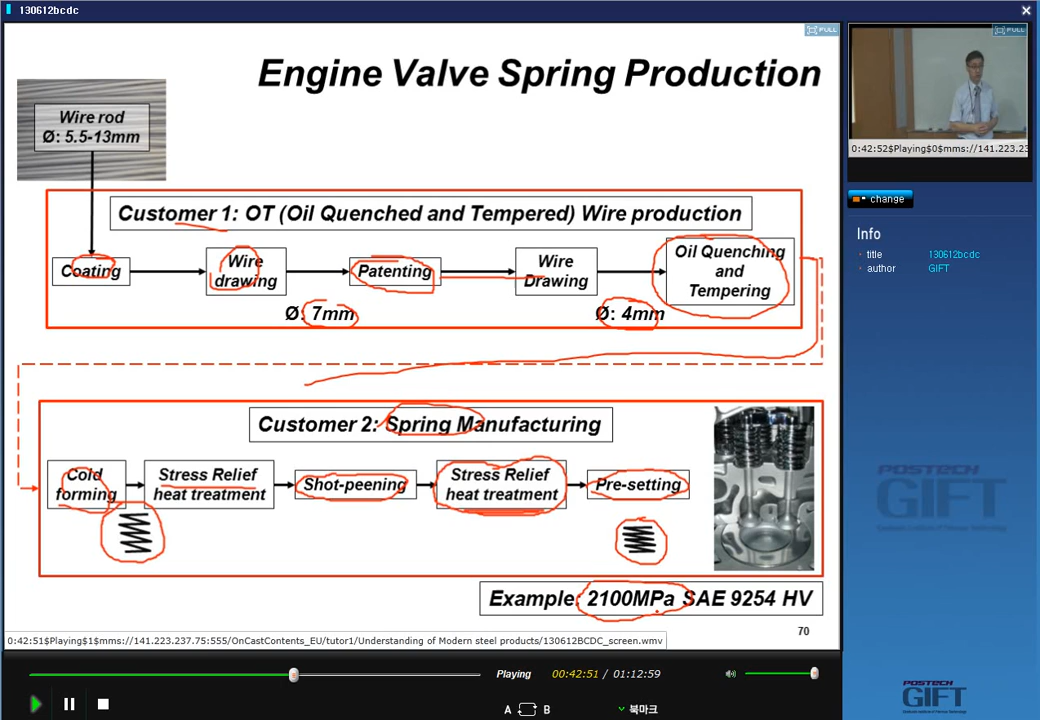 130612bcdc
FULL
FULL
Engine Valve Spring Production
Wire rod
Ø: 5.5-13mm
0:42:52$Playing$0$mms://141.223.23
change
Customer 1: OT (Oil Quenched and Tempered) Wire production
Info
title 130612bcdc
author GIFT
Coating
Wire
drawing
Patenting
Wire
Drawing
Oil Quenching
and
Tempering
Ø: 7mm
Ø: 4mm
Customer 2: Spring Manufacturing
Cold
forming
Stress Relief
heat treatment
Shot-peening
Stress Relief
heat treatment
Pre-setting
POSTECH
GIFT
Example: 2100MPa SAE 9254 HV
70
0:42:51$Playing$1$mms://141.223.237.75:555/OnCastContents_EU/tutor1/Understanding of Modern steel products/130612BCDC_screen.wmv
Playing
00:42:51 / 01:12:59
A B
북마크
POSTECH
GIFT